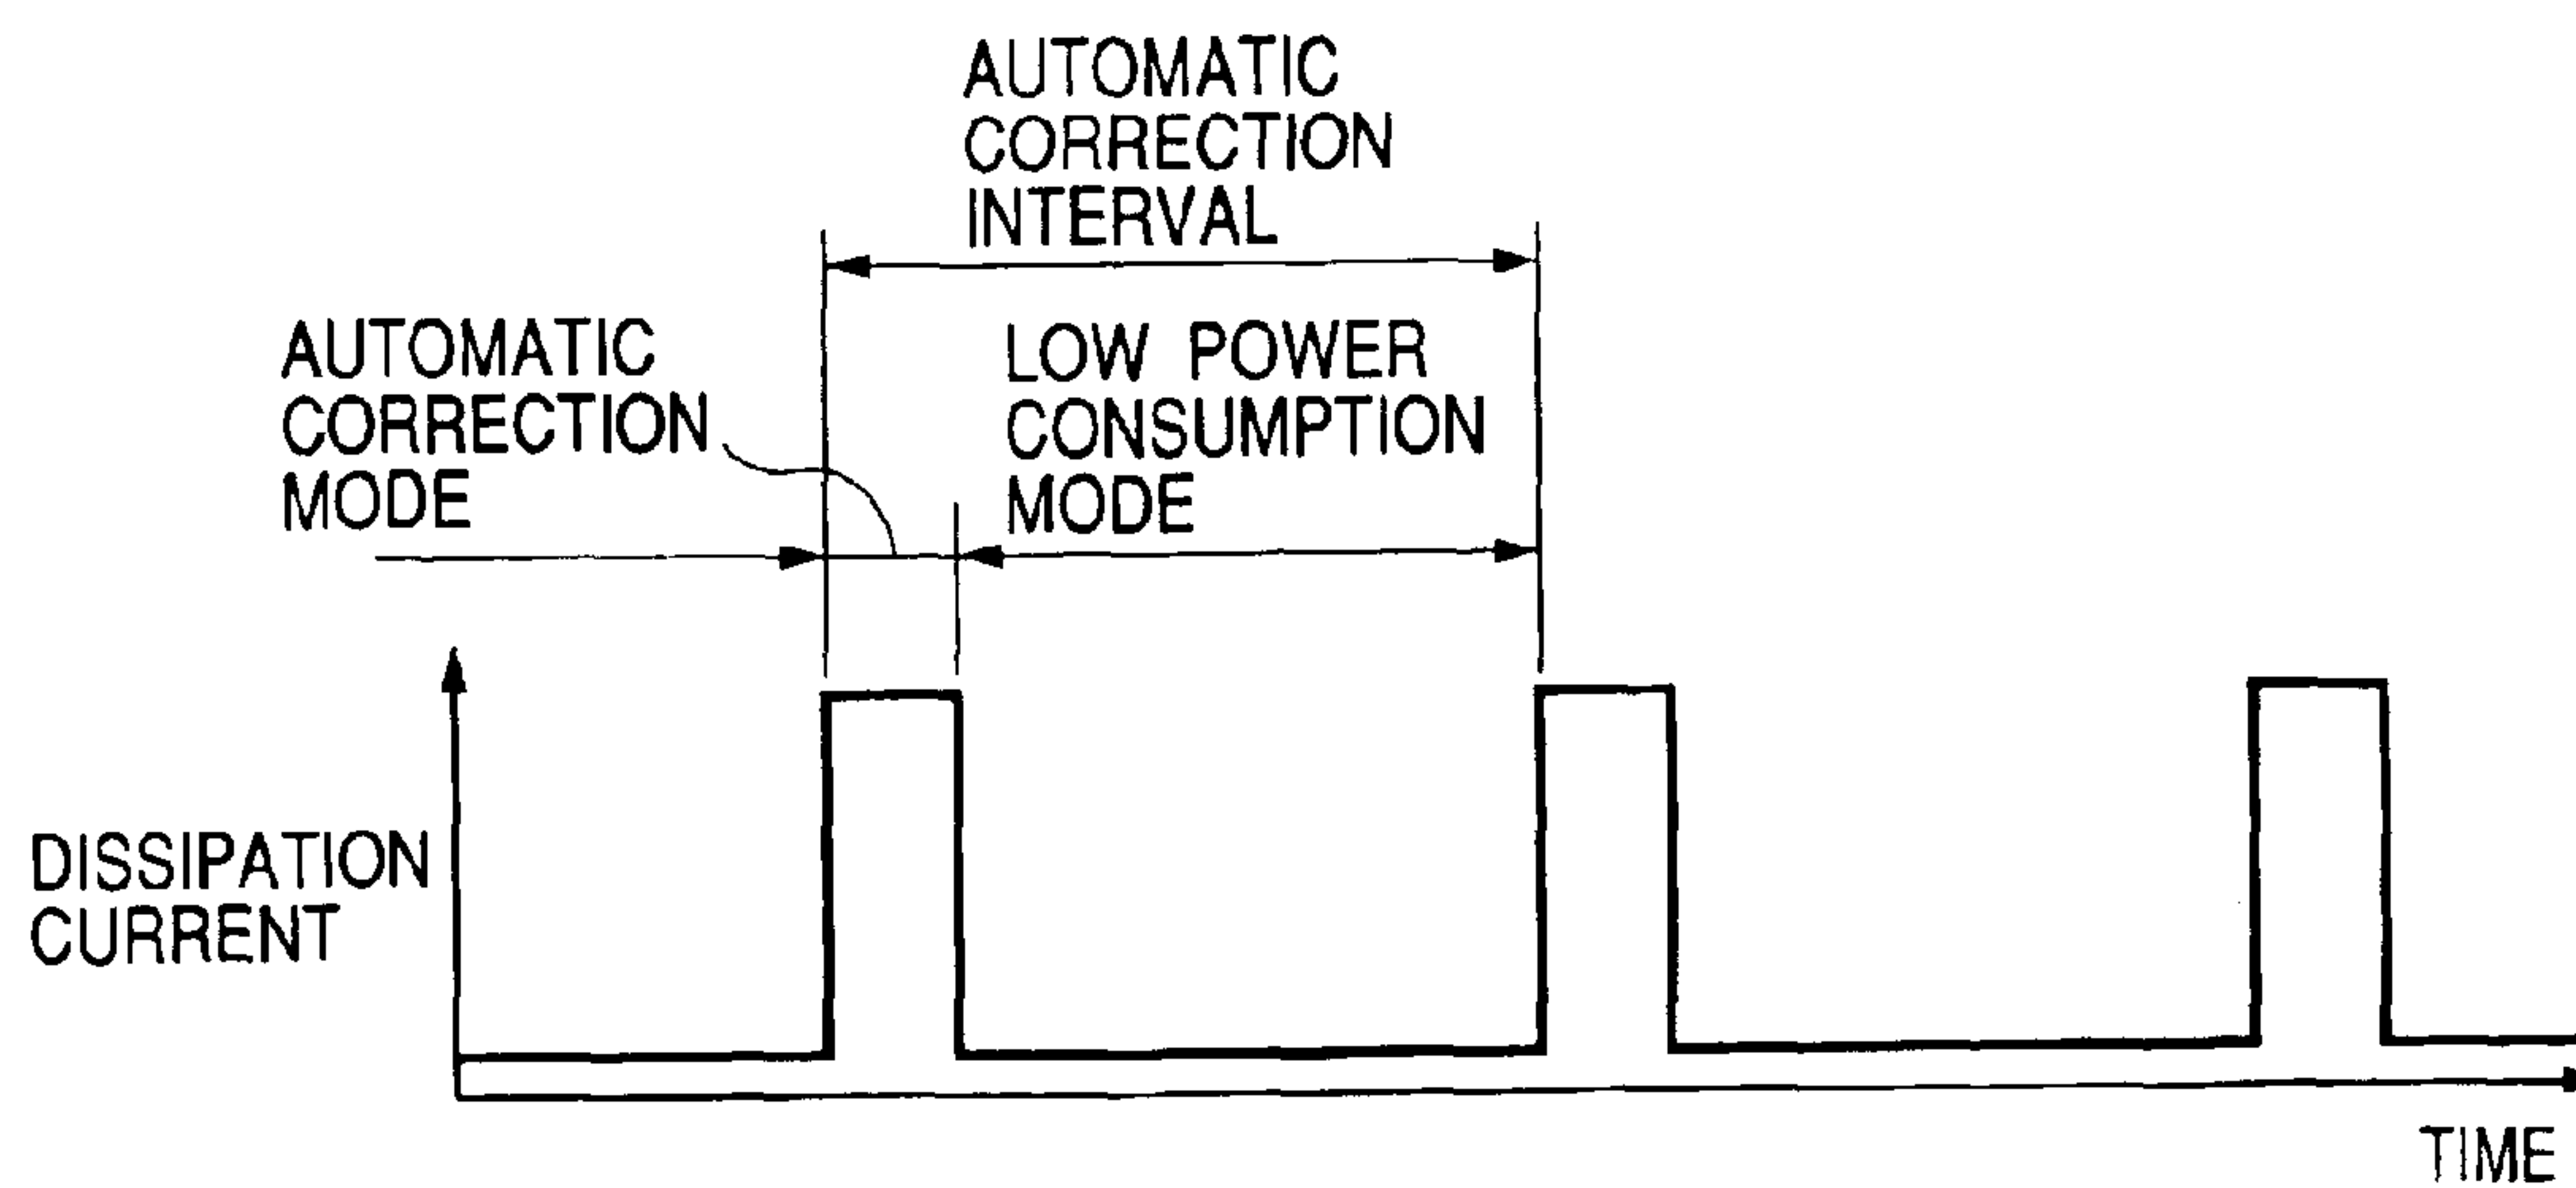 AUTOMATIC
CORRECTION
INTERVAL
AUTOMATIC
CORRECTION
MODE
LOW POWER
CONSUMPTION
MODE
DISSIPATION
CURRENT
TIME